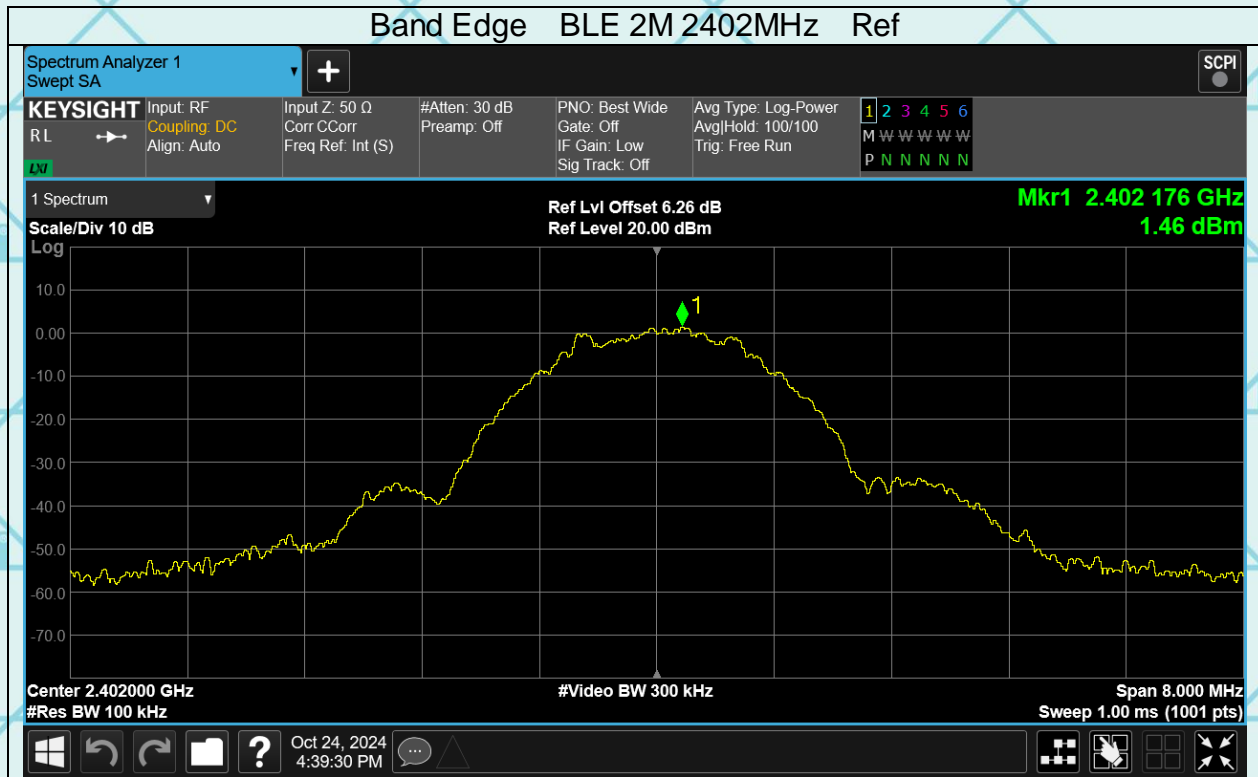 Band Edge BLE 2M 2402MHz Ref
Spectrum Analyzer 1
Swept SA
SCPI
KEYSIGHT
R L
LXI
Input: RF
Coupling: DC
Align: Auto
Input Z: 50 Ω
Corr CCorr
Freq Ref: Int (S)
#Atten: 30 dB
Preamp: Off
PNO: Best Wide
Gate: Off
IF Gain: Low
Sig Track: Off
Avg Type: Log-Power
Avg|Hold: 100/100
Trig: Free Run
1 2 3 4 5 6
M W W W W W
P N N N N N
1 Spectrum
Scale/Div 10 dB
Log
Ref Lvl Offset 6.26 dB
Ref Level 20.00 dBm
Mkr1 2.402 176 GHz
1.46 dBm
1
10.0
0.00
-10.0
-20.0
-30.0
-40.0
-50.0
-60.0
-70.0
Center 2.402000 GHz
#Res BW 100 kHz
#Video BW 300 kHz
Span 8.000 MHz
Sweep 1.00 ms (1001 pts)
?
Oct 24, 2024
4:39:30 PM